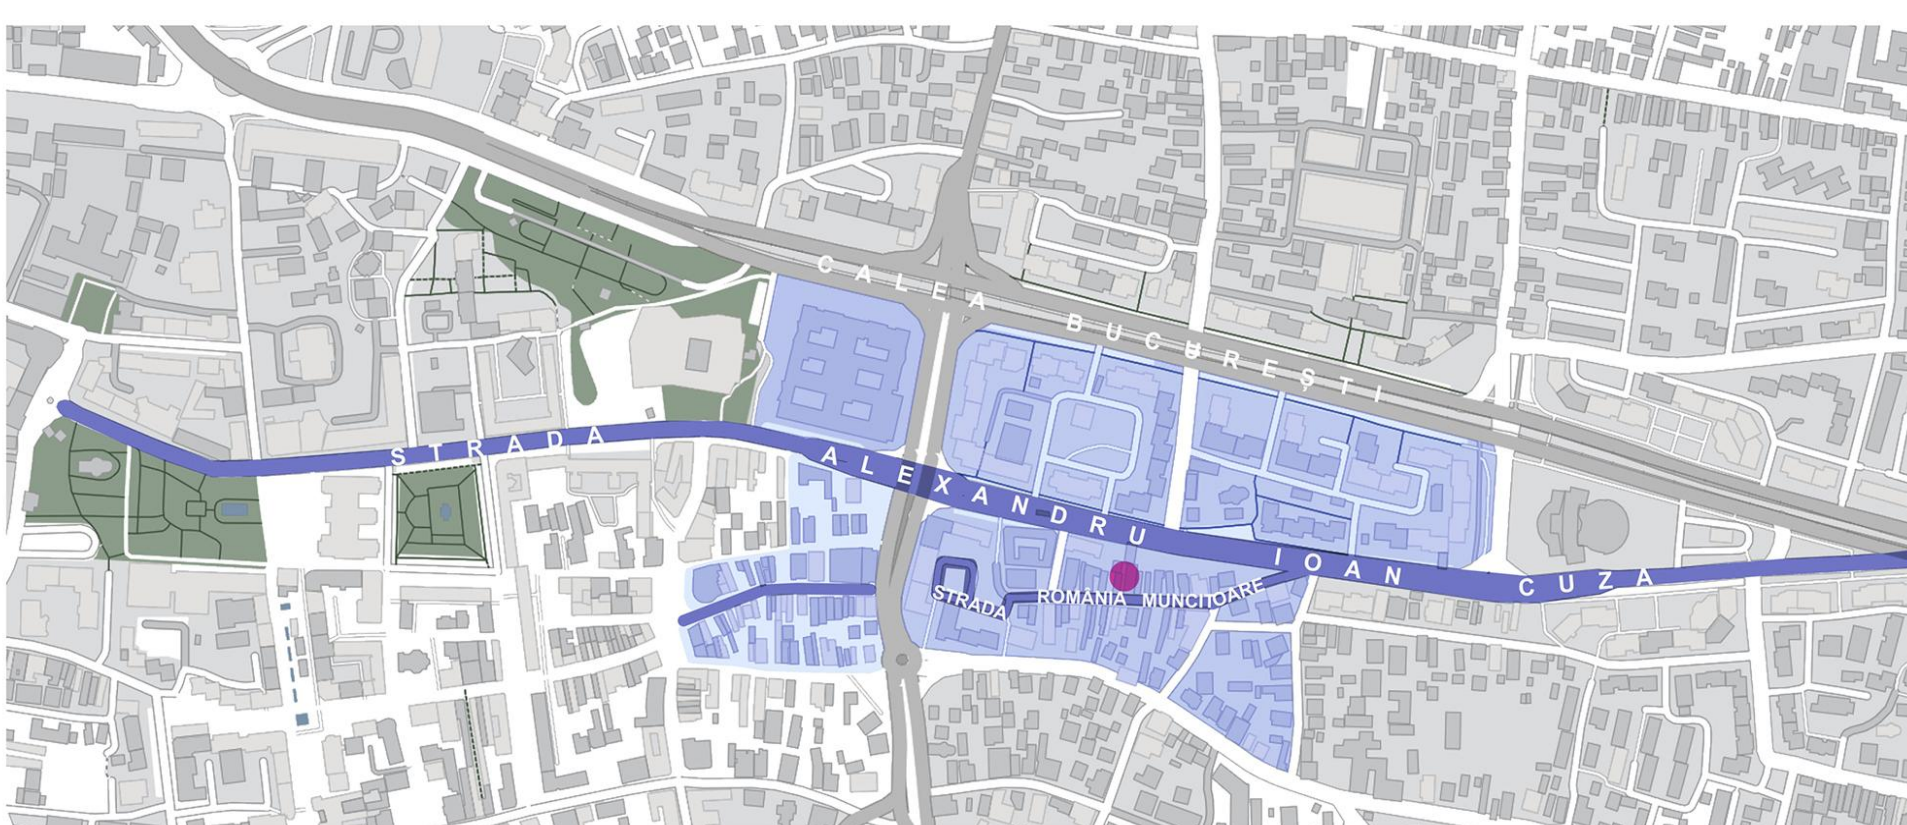 CALEA BUCUREȘTI
STRADA ALEXANDRU IOAN CUZA
STRADA ROMÂNIA MUNCITOARE